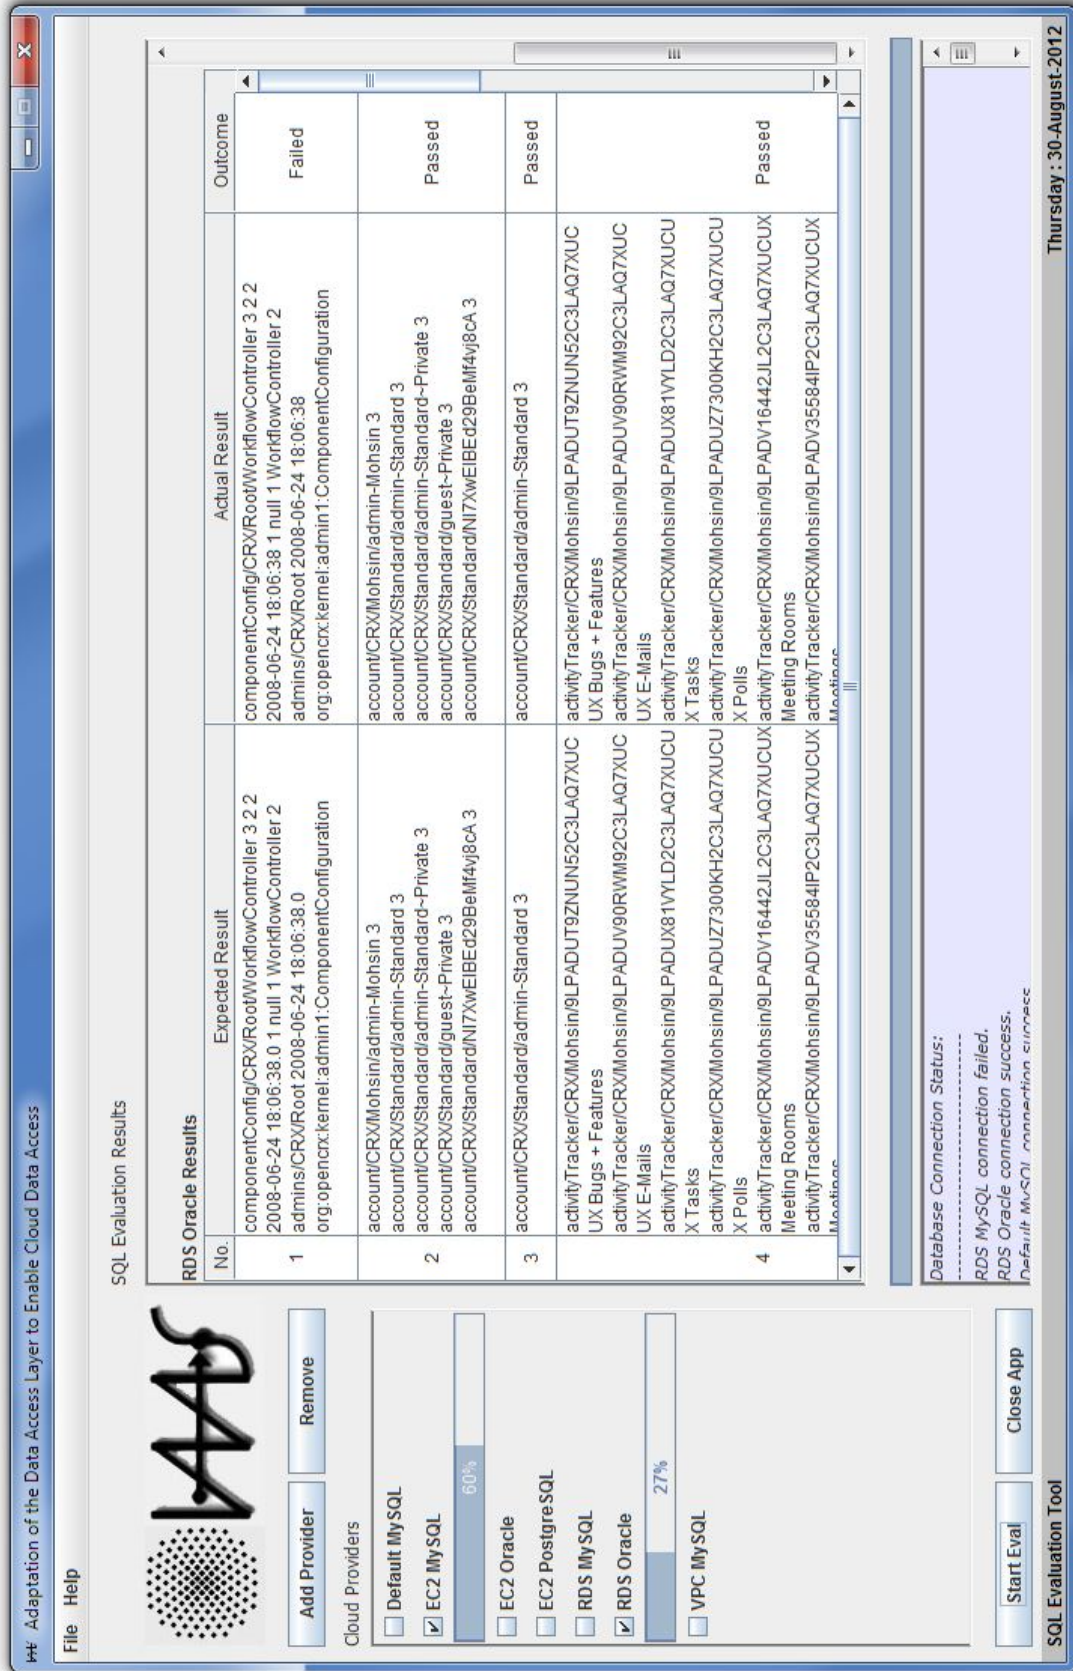 Adaptation of the Data Access Layer to Enable Cloud Data Access
File Help
IAAS
Add Provider
Remove
Cloud Providers
Default MySQL
EC2 MySQL
60%
EC2 Oracle
EC2 PostgreSQL
RDS MySQL
RDS Oracle
27%
VPC MySQL
Start Eval
Close App
SQL Evaluation Results
RDS Oracle Results
No.
Expected Result
Actual Result
Outcome
1
componentConfig/CRX/Root/WorkflowController 3 2 2
2008-06-24 18:06:38.0 1 null 1 WorkflowController 2
admins/CRX/Root 2008-06-24 18:06:38.0
org:opencrx:kernel:admin1:ComponentConfiguration
componentConfig/CRX/Root/WorkflowController 3 2 2
2008-06-24 18:06:38 1 null 1 WorkflowController 2
admins/CRX/Root 2008-06-24 18:06:38
org:opencrx:kernel:admin1:ComponentConfiguration
Failed
2
account/CRX/Mohsin/admin-Mohsin 3
account/CRX/Standard/admin-Standard 3
account/CRX/Standard/admin-Standard~Private 3
account/CRX/Standard/guest~Private 3
account/CRX/Standard/NI7XwEIBEd29BeMf4vj8cA 3
account/CRX/Mohsin/admin-Mohsin 3
account/CRX/Standard/admin-Standard 3
account/CRX/Standard/admin-Standard~Private 3
account/CRX/Standard/guest~Private 3
account/CRX/Standard/NI7XwEIBEd29BeMf4vj8cA 3
Passed
3
account/CRX/Standard/admin-Standard 3
account/CRX/Standard/admin-Standard 3
Passed
4
activityTracker/CRX/Mohsin/9LPADUT9ZNUN52C3LAQ7XUC
UX Bugs + Features
activityTracker/CRX/Mohsin/9LPADUV90RWM92C3LAQ7XUC
UX E-Mails
activityTracker/CRX/Mohsin/9LPADUX81VYLD2C3LAQ7XUCU
X Tasks
activityTracker/CRX/Mohsin/9LPADUZ7300KH2C3LAQ7XUCU
X Polls
activityTracker/CRX/Mohsin/9LPADV16442JL2C3LAQ7XUCUX
Meeting Rooms
activityTracker/CRX/Mohsin/9LPADV35584IP2C3LAQ7XUCUX
Meetings
activityTracker/CRX/Mohsin/9LPADUT9ZNUN52C3LAQ7XUC
UX Bugs + Features
activityTracker/CRX/Mohsin/9LPADUV90RWM92C3LAQ7XUC
UX E-Mails
activityTracker/CRX/Mohsin/9LPADUX81VYLD2C3LAQ7XUCU
X Tasks
activityTracker/CRX/Mohsin/9LPADUZ7300KH2C3LAQ7XUCU
X Polls
activityTracker/CRX/Mohsin/9LPADV16442JL2C3LAQ7XUCUX
Meeting Rooms
activityTracker/CRX/Mohsin/9LPADV35584IP2C3LAQ7XUCUX
Meetings
Passed
Database Connection Status:
----------------------------------
RDS MySQL connection failed.
RDS Oracle connection success.
Default MySQL connection success
SQL Evaluation Tool
Thursday : 30-August-2012